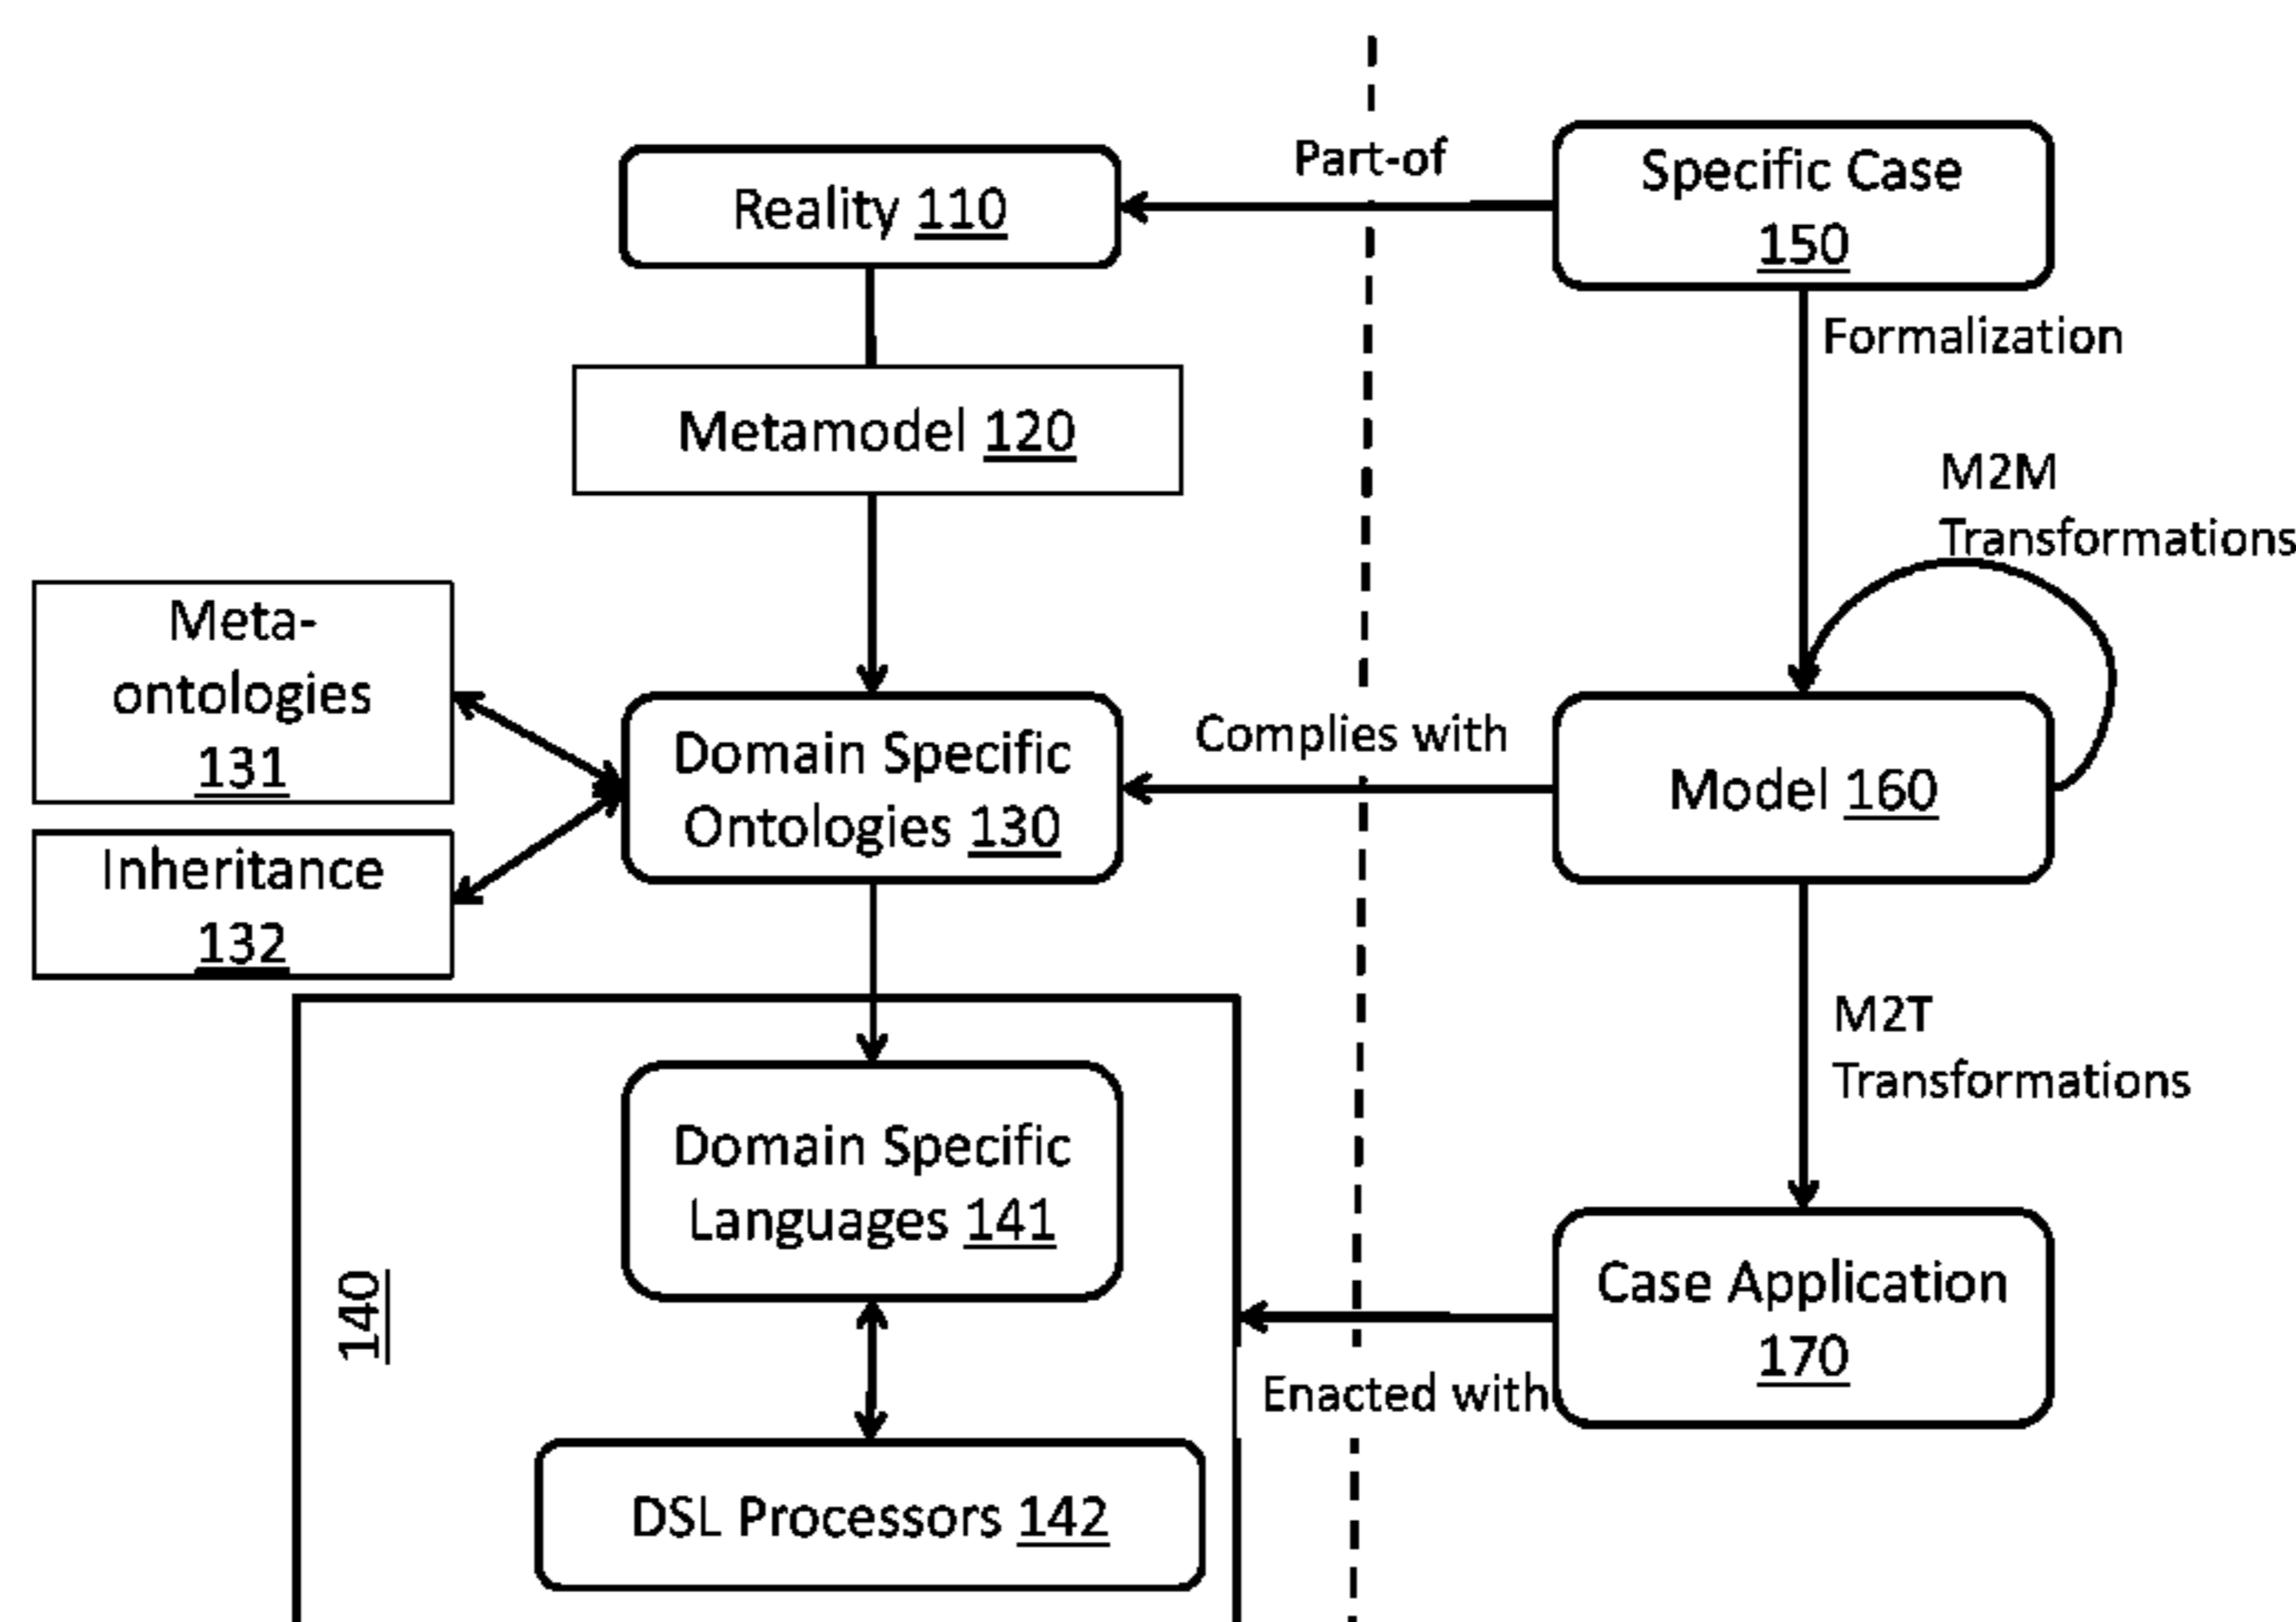 Part-of
Reality 110
Specific Case
150
Formalization
Metamodel 120
M2M
Transformations
Meta-
ontologies
131
Inheritance
132
Domain Specific
Ontologies 130
Complies with
Model 160
M2T
Transformations
140
Domain Specific
Languages 141
DSL Processors 142
Enacted with
Case Application
170